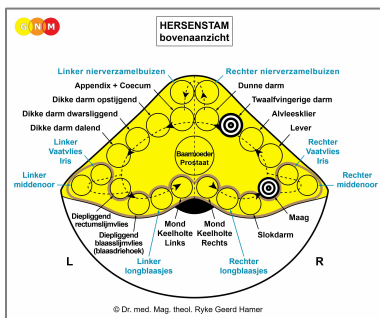 NNM
HERSENSTAM
bovenaanzicht
Linker nierverzamelbuizen
Rechter nierverzamelbuizen
Appendix + Coecum
Dunne darm
Dikke darm opstijgend
Twaalfvingerige darm
Dikke darm dwarsliggend
Alvleesklier
Dikke darm dalend
Lever
Linker
Vaatvlies
Iris
Rechter
Vaatvlies
Iris
Baarmoeder
Prostaat
Linker
middenoor
Rechter
middenoor
Diepliggend
rectumslijmvlies
Maag
Diepliggend
blaasslijmvlies
(blaasdriehoek)
Mond
Keelholte
Links
Mond
Keelholte
Rechts
Slokdarm
Linker
longblaasjes
Rechter
longblaasjes
L
R
© Dr. med. Mag. theol. Ryke Geerd Hamer